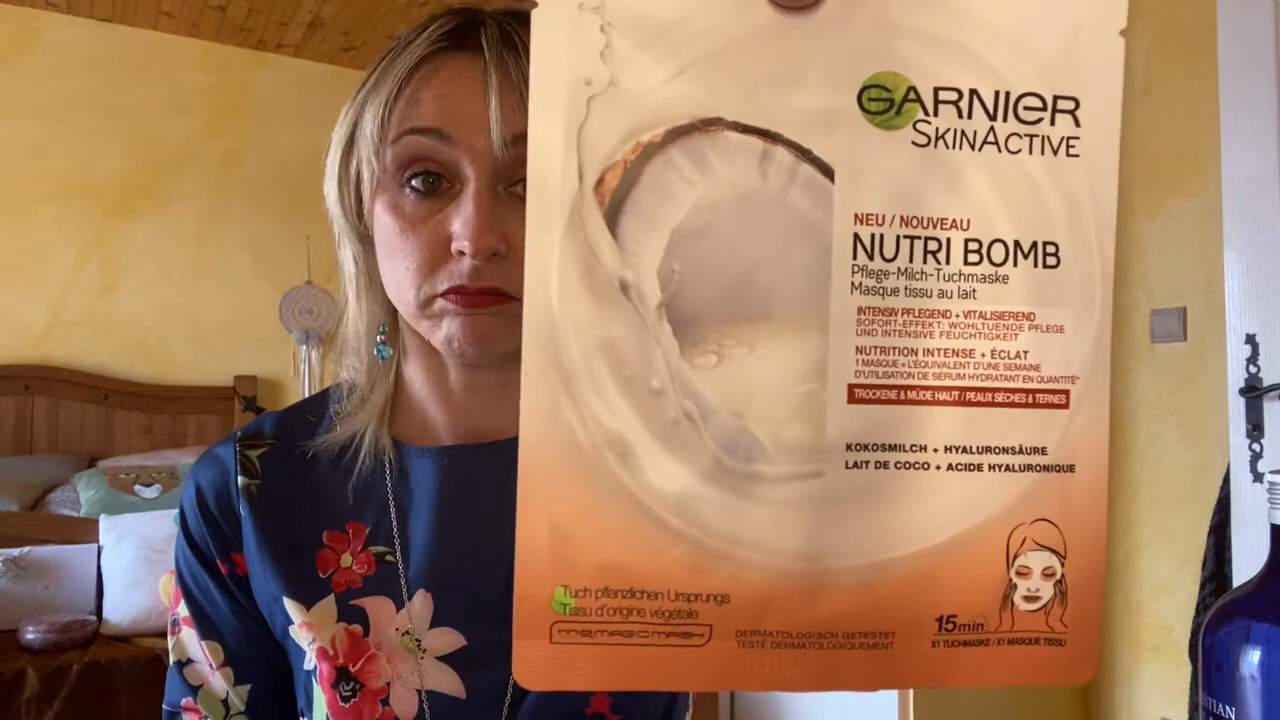 GARNIER
SKINACTIVE
NEU / NOUVEAU
NUTRI BOMB
Pflege-Milch-Tuchmaske
Masque tissu au lait
INTENSIV PFLEGEND + VITALISIEREND
SOFORT-EFFEKT: WOHLTUENDE PFLEGE
UND INTENSIVE FEUCHTIGKEIT
NUTRITION INTENSE + ÉCLAT
1 MASQUE = L'ÉQUIVALENT D'UNE SEMAINE
D'UTILISATION DE SÉRUM HYDRATANT EN QUANTITÉ*
TROCKENE & MÜDE HAUT / PEAUX SÈCHES & TERNES
KOKOSMILCH + HYALURONSÄURE
LAIT DE COCO + ACIDE HYALURONIQUE
Tuch pflanzlichen Ursprungs
Tissu d'origine végétale
DERMATOLOGISCH GETESTET
TESTÉ DERMATOLOGIQUEMENT
15min
X1 TUCHMASKE / X1 MASQUE TISSU
STIAN